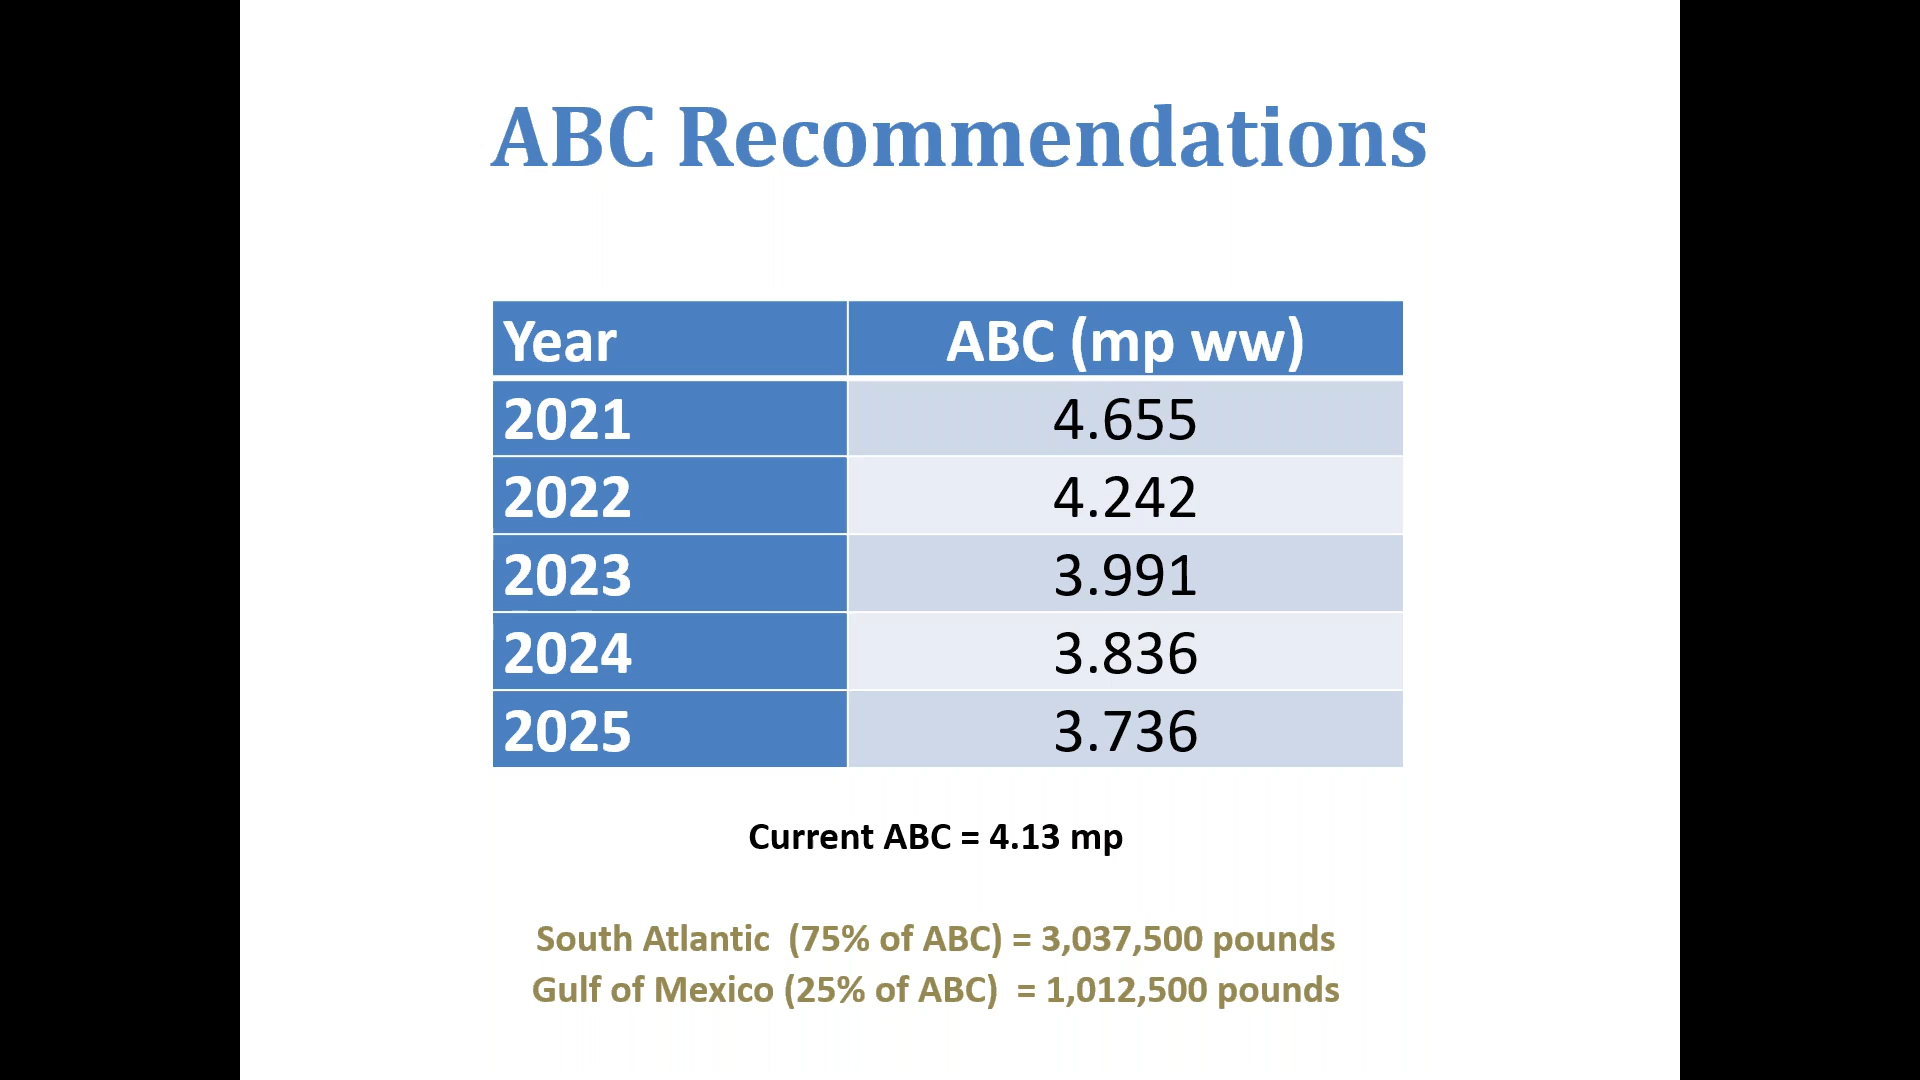 ABC Recommendations
Year ABC (mp ww)
2021 4.655
2022 4.242
2023 3.991
2024 3.836
2025 3.736
Current ABC = 4.13 mp
South Atlantic (75% of ABC) = 3,037,500 pounds
Gulf of Mexico (25% of ABC) = 1,012,500 pounds